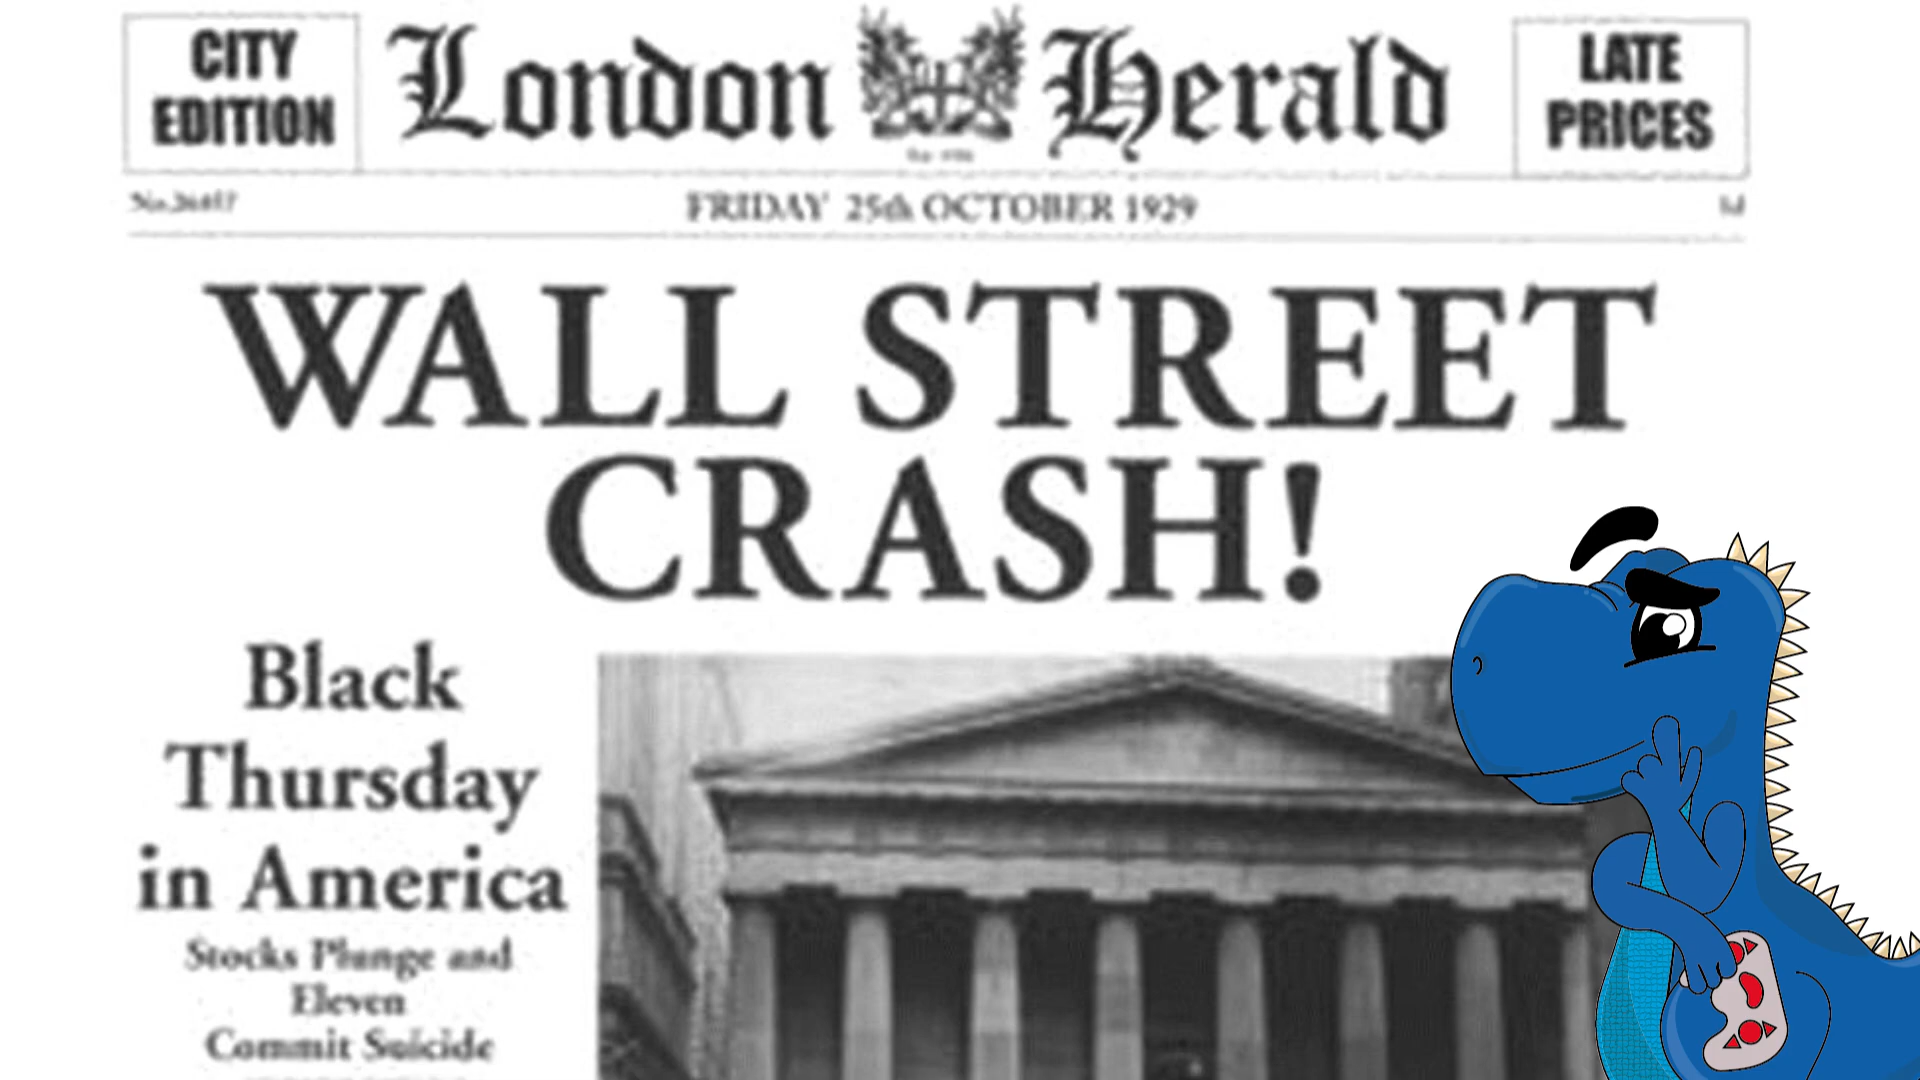 CITY
EDITION
London Herald
LATE
PRICES
FRIDAY 25th OCTOBER 1929
WALL STREET
CRASH!
Black
Thursday
in America
Stocks Plunge and
Eleven
Commit Suicide